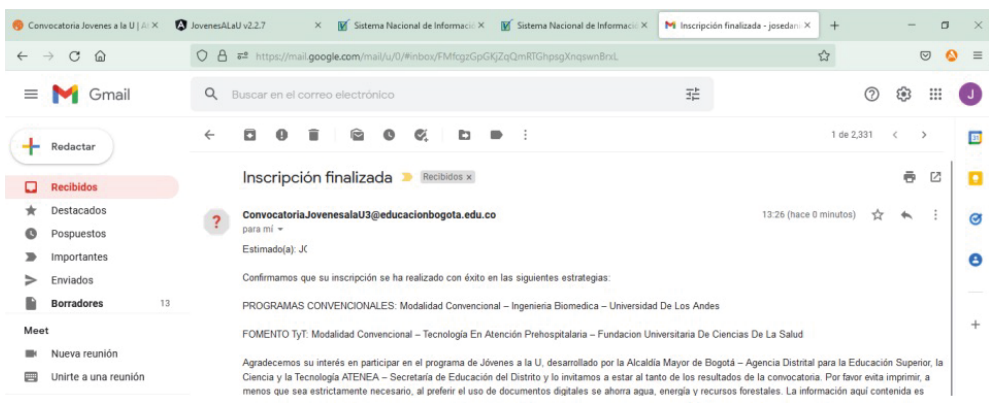 Convocatoria Jovenes a la U | At
JovenesALaU v2.2.7
Sistema Nacional de Informació
Sistema Nacional de Informació
Inscripción finalizada - josedani
https://mail.google.com/mail/u/0/#inbox/FMfcgzGpGKjZqQmRTGhpsgXnqswnBrxL
Gmail
Buscar en el correo electrónico
J
Redactar
1 de 2,331
Inscripción finalizada
Recibidos x
Recibidos
Destacados
Pospuestos
Importantes
Enviados
Borradores 13
Meet
Nueva reunión
Unirte a una reunión
?
ConvocatoriaJovenesalaU3@educacionbogota.edu.co
13:26 (hace 0 minutos)
para mí
Estimado(a): JO
Confirmamos que su inscripción se ha realizado con éxito en las siguientes estrategias:
PROGRAMAS CONVENCIONALES: Modalidad Convencional – Ingenieria Biomedica – Universidad De Los Andes
FOMENTO TyT: Modalidad Convencional – Tecnología En Atención Prehospitalaria – Fundacion Universitaria De Ciencias De La Salud
Agradecemos su interés en participar en el programa de Jóvenes a la U, desarrollado por la Alcaldía Mayor de Bogotá – Agencia Distrital para la Educación Superior, la
Ciencia y la Tecnología ATENEA – Secretaría de Educación del Distrito y lo invitamos a estar al tanto de los resultados de la convocatoria. Por favor evita imprimir, a
menos que sea estrictamente necesario, al preferir el uso de documentos digitales se ahorra agua, energía y recursos forestales. La información aquí contenida es